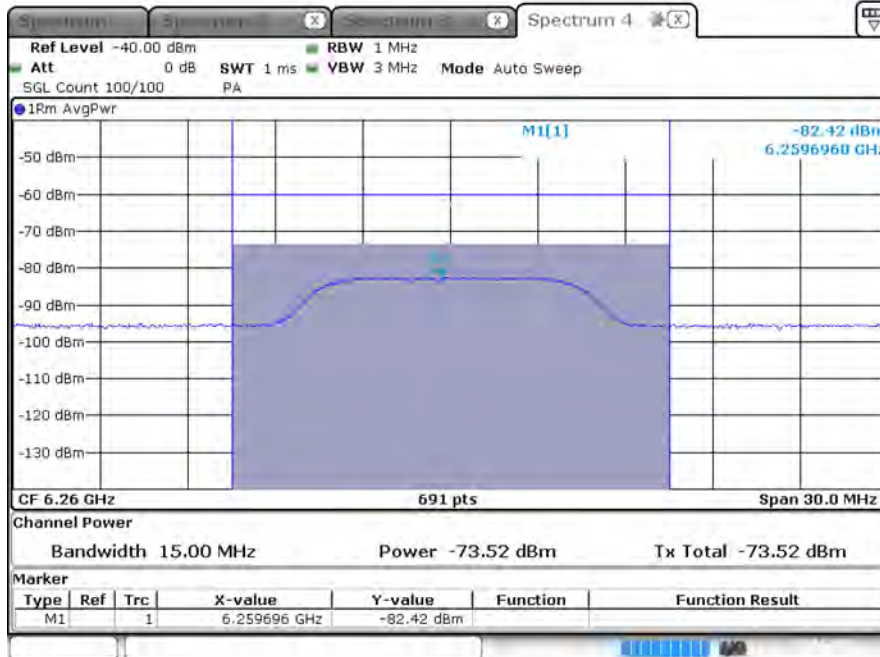 Spectrum 4
Ref Level -40.00 dBm RBW 1 MHz
Att 0 dB SWT 1 ms VBW 3 MHz Mode Auto Sweep
SGL Count 100/100 PA
1Rm AvgPwr
M1[1] -82.42 dBm
6.2596960 GHz
-50 dBm
-60 dBm
-70 dBm
-80 dBm
-90 dBm
-100 dBm
-110 dBm
-120 dBm
-130 dBm
CF 6.26 GHz 691 pts Span 30.0 MHz
Channel Power
Bandwidth 15.00 MHz Power -73.52 dBm Tx Total -73.52 dBm
Marker
Type Ref Trc X-value Y-value Function Function Result
M1 1 6.259696 GHz -82.42 dBm